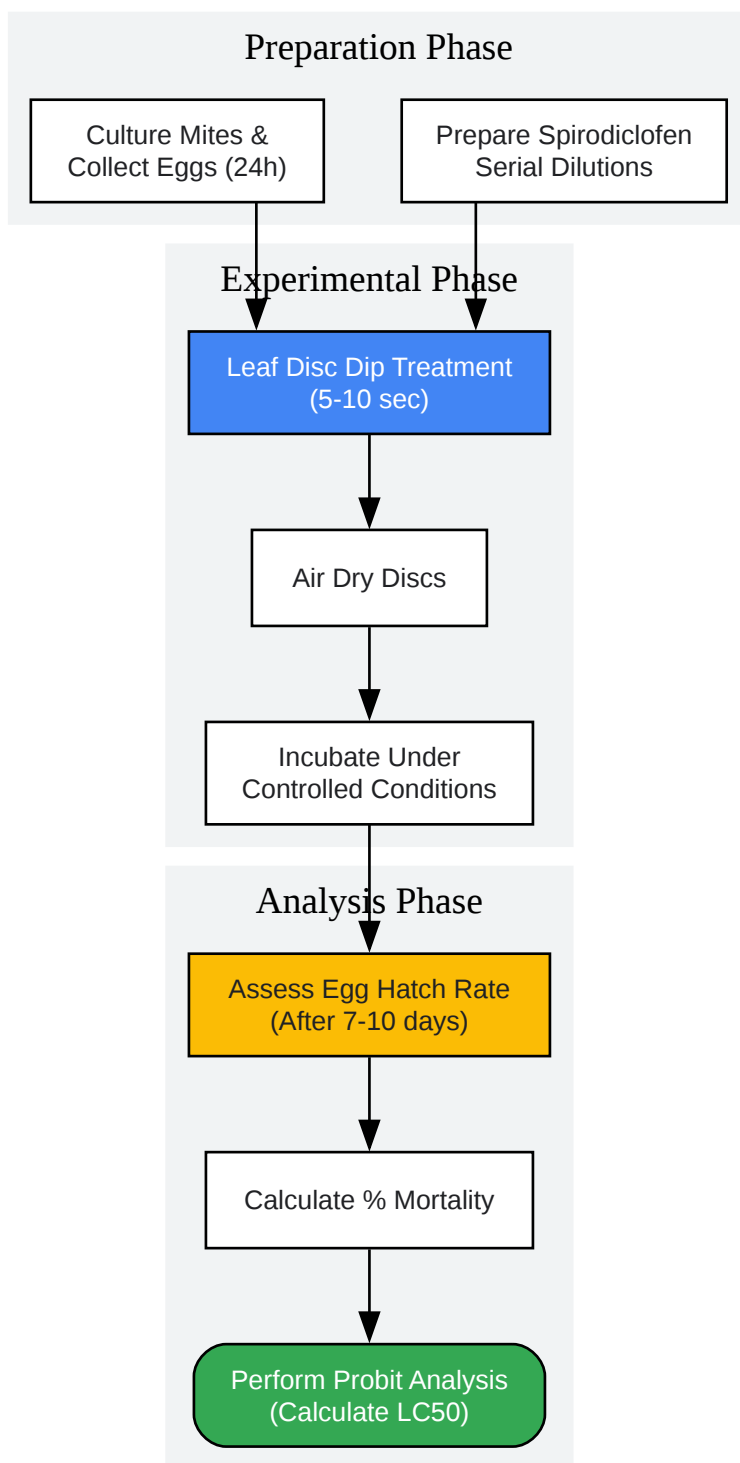 Preparation Phase
Culture Mites &
Collect Eggs (24h)
Prepare Spirodiclofen
Serial Dilutions
Experimental Phase
Leaf Disc Dip Treatment
(5-10 sec)
Air Dry Discs
Incubate Under
Controlled Conditions
Analysis Phase
Assess Egg Hatch Rate
(After 7-10 days)
Calculate % Mortality
Perform Probit Analysis
(Calculate LC50)